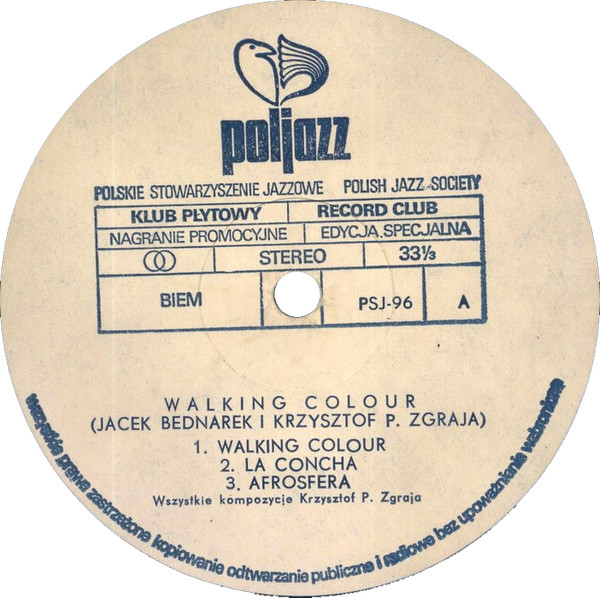 poljazz
POLSKIE STOWARZYSZENIE JAZZOWE POLISH JAZZ SOCIETY
KLUB PŁYTOWY RECORD CLUB
NAGRANIE PROMOCYJNE EDYCJA SPECJALNA
STEREO 33⅓
BIEM PSJ-96 A
WALKING COLOUR
(JACEK BEDNAREK I KRZYSZTOF P. ZGRAJA)
1. WALKING COLOUR
2. LA CONCHA
3. AFROSFERA
Wszystkie kompozycje Krzysztof P. Zgraja
wszystkie prawa zastrzeżone kopiowanie odtwarzanie publiczne i radiowe bez upoważnienia wzbronione